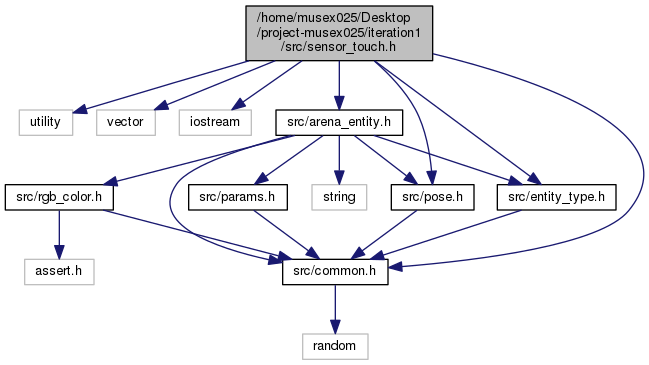 /home/musex025/Desktop
/project-musex025/iteration1
/src/sensor_touch.h
utility
vector
iostream
src/arena_entity.h
src/rgb_color.h
src/params.h
string
src/pose.h
src/entity_type.h
assert.h
src/common.h
random